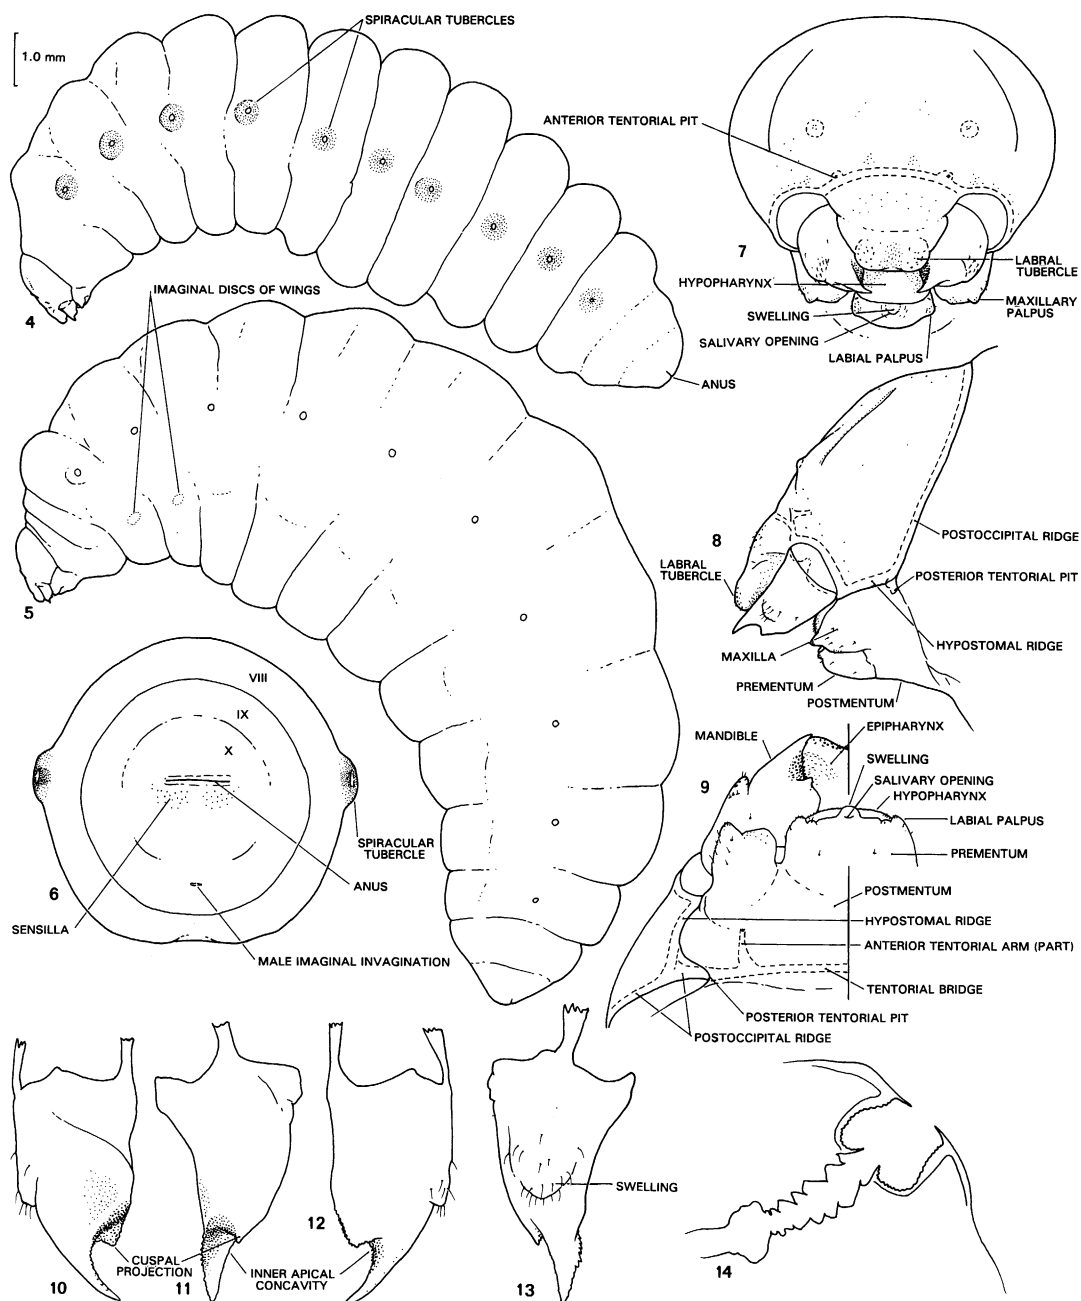 SPIRACULAR TUBERCLES
1.0 mm
4
IMAGINAL DISCS OF WINGS
ANUS
5
ANTERIOR TENTORIAL PIT
7
HYPOPHARYNX
SWELLING
SALIVARY OPENING
LABIAL PALPUS
LABRAL
TUBERCLE
MAXILLARY
PALPUS
8
LABRAL
TUBERCLE
POSTOCCIPITAL RIDGE
POSTERIOR TENTORIAL PIT
HYPOSTOMAL RIDGE
MAXILLA
PREMENTUM
POSTMENTUM
VIII
IX
X
6
SPIRACULAR
TUBERCLE
ANUS
SENSILLA
MALE IMAGINAL INVAGINATION
MANDIBLE
EPIPHARYNX
9
SWELLING
SALIVARY OPENING
HYPOPHARYNX
LABIAL PALPUS
PREMENTUM
POSTMENTUM
HYPOSTOMAL RIDGE
ANTERIOR TENTORIAL ARM (PART)
TENTORIAL BRIDGE
POSTERIOR TENTORIAL PIT
POSTOCCIPITAL RIDGE
CUSPAL
PROJECTION
10
11
12
INNER APICAL
CONCAVITY
SWELLING
13
14